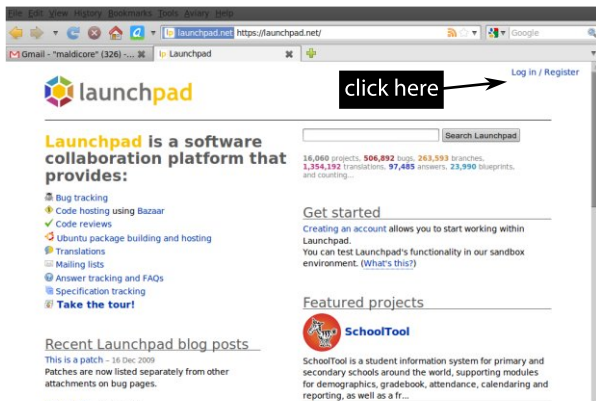 File Edit View History Bookmarks Tools Aviary Help
launchpad.net https://launchpad.net/
Google
Gmail - "maldicore" (326) -...
Launchpad
click here
Log in / Register
launchpad
Launchpad is a software
collaboration platform that
provides:
Bug tracking
Code hosting using Bazaar
Code reviews
Ubuntu package building and hosting
Translations
Mailing lists
Answer tracking and FAQs
Specification tracking
Take the tour!
Recent Launchpad blog posts
This is a patch – 16 Dec 2009
Patches are now listed separately from other
attachments on bug pages.
Search Launchpad
16,060 projects, 506,892 bugs, 263,593 branches,
1,354,192 translations, 97,485 answers, 23,990 blueprints,
and counting...
Get started
Creating an account allows you to start working within
Launchpad.
You can test Launchpad's functionality in our sandbox
environment. (What's this?)
Featured projects
SchoolTool
SchoolTool is a student information system for primary and
secondary schools around the world, supporting modules
for demographics, gradebook, attendance, calendaring and
reporting, as well as a fr...